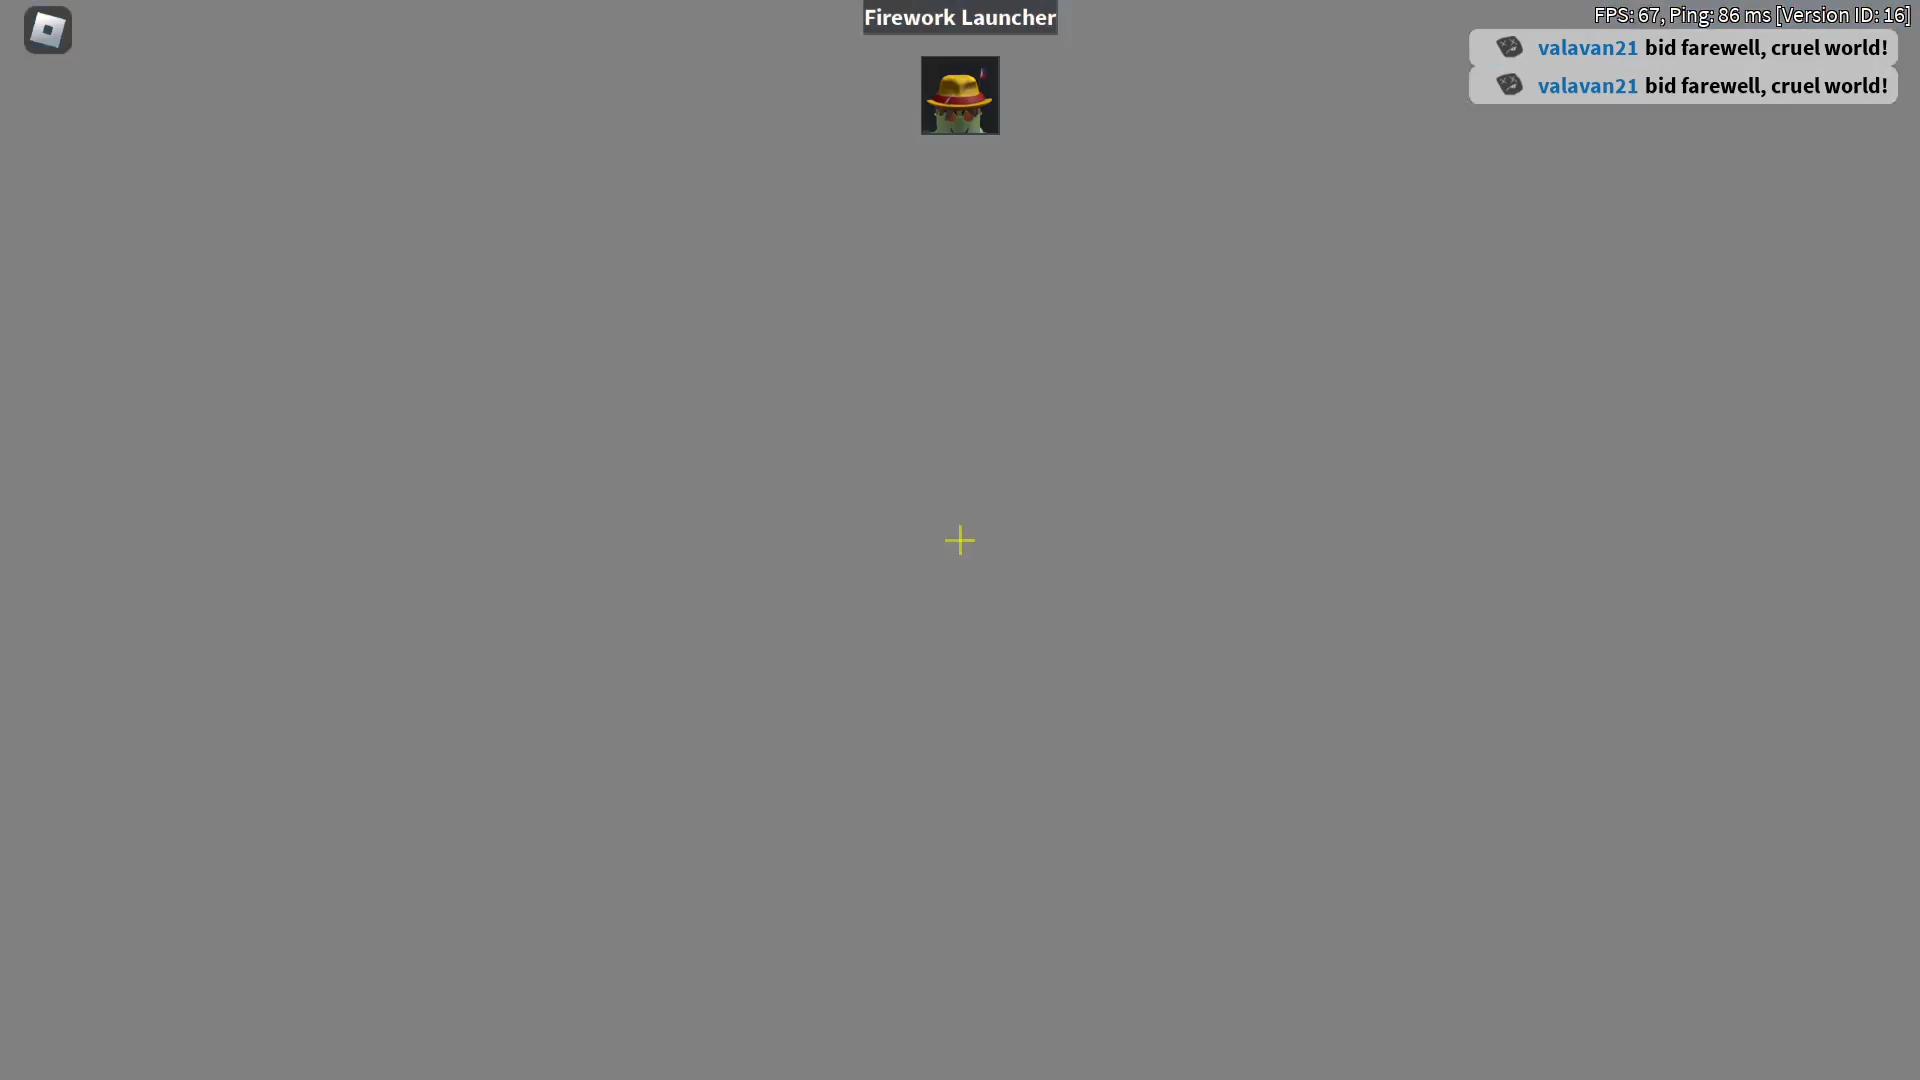 Firework Launcher
FPS: 67, Ping: 86 ms [Version ID: 16]
valavan21 bid farewell, cruel world!
valavan21 bid farewell, cruel world!